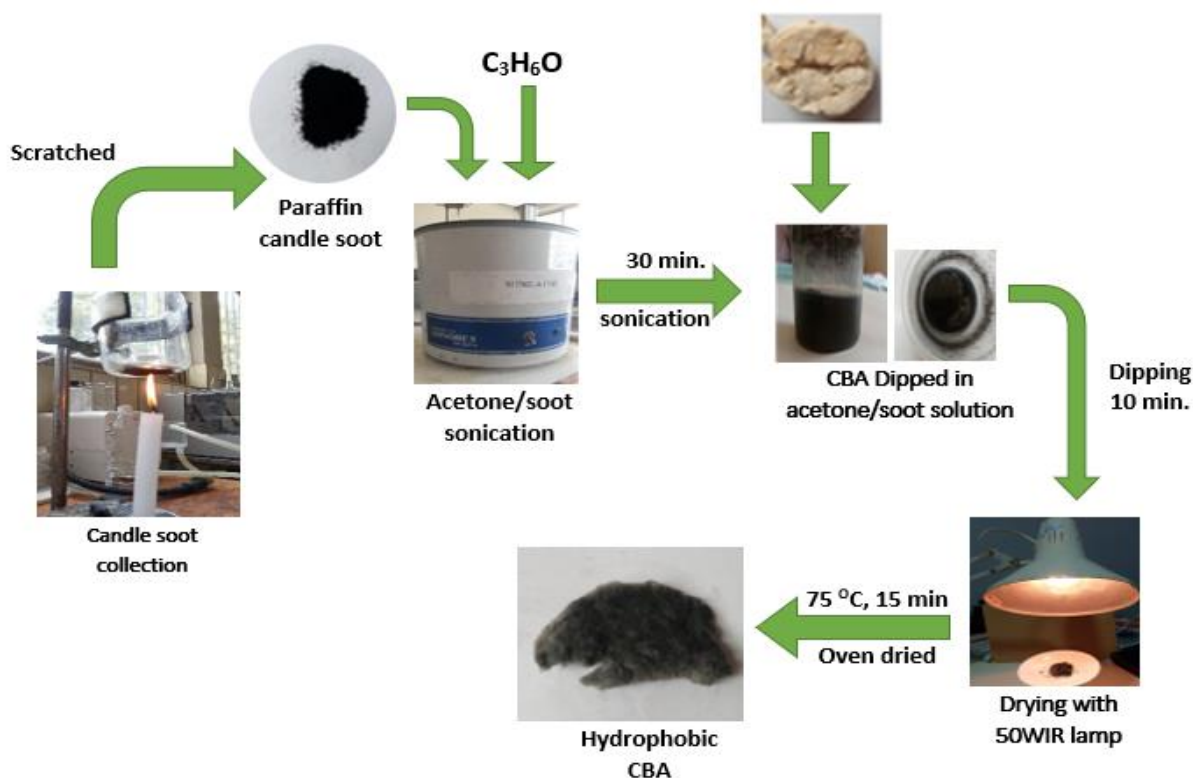 C₃H₆O
Scratched
Paraffin
candle soot
30 min.
sonication
Acetone/soot
sonication
CBA Dipped in
acetone/soot solution
Dipping
10 min.
Candle soot
collection
75 ⁰C, 15 min
Oven dried
Hydrophobic
CBA
Drying with
50WIR lamp